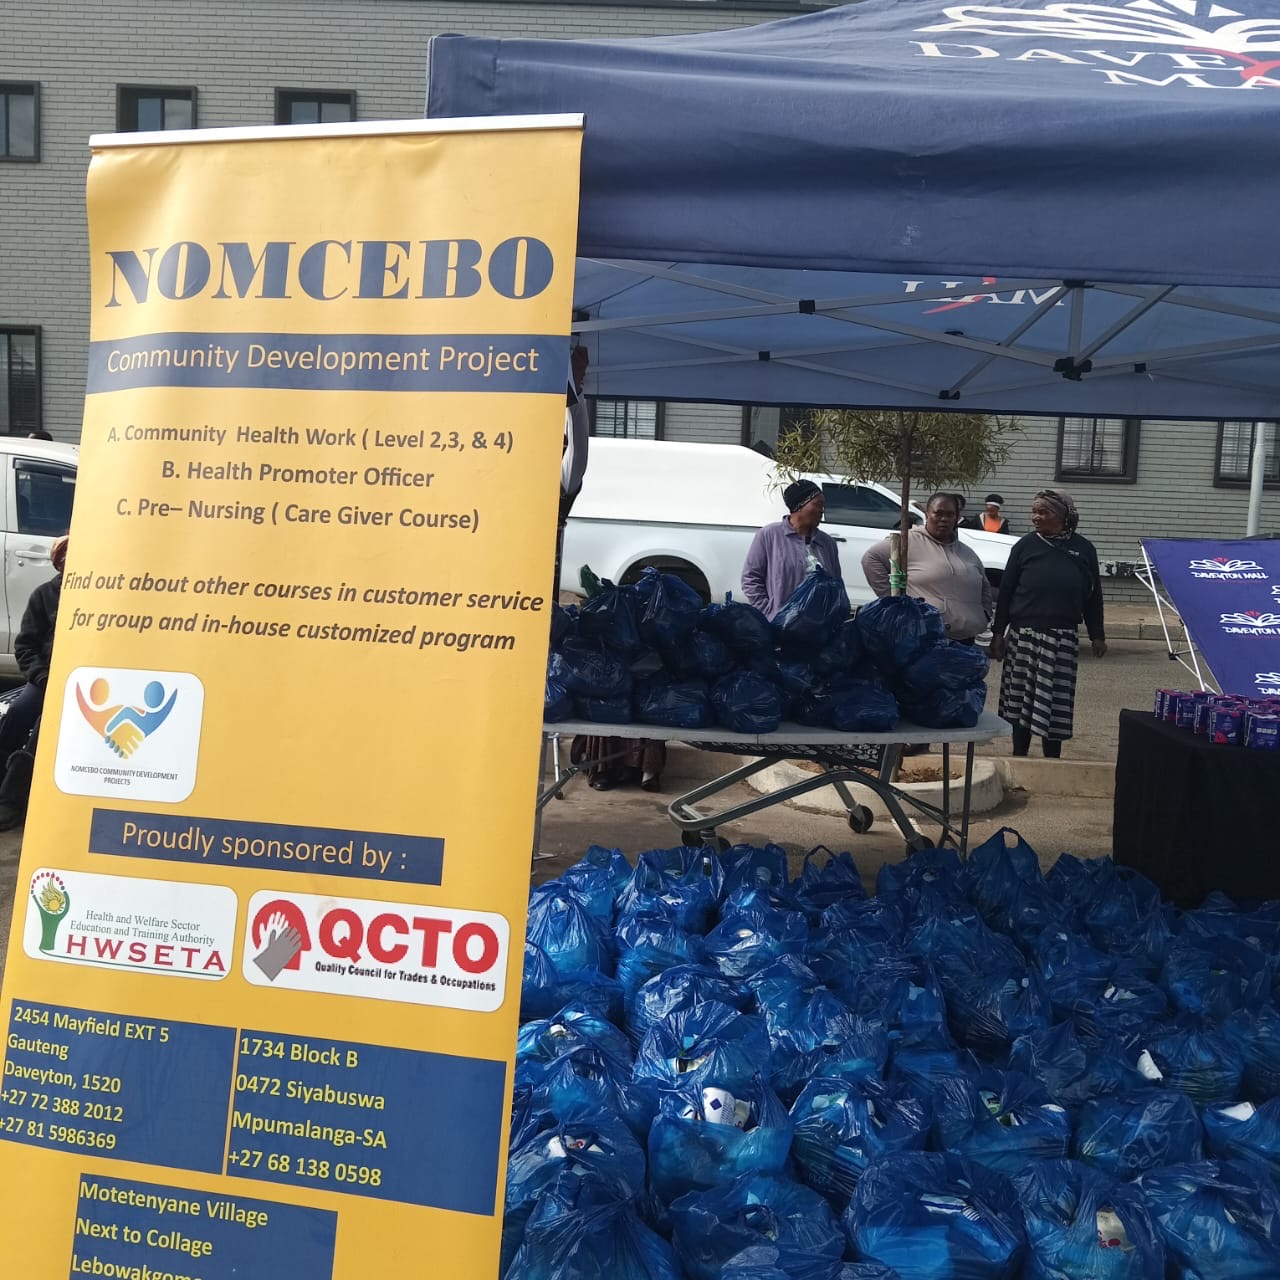 NOMCEBO
Community Development Project
A. Community Health Work ( Level 2,3, & 4)
B. Health Promoter Officer
C. Pre– Nursing ( Care Giver Course)
Find out about other courses in customer service
for group and in-house customized program
NOMCEBO COMMUNITY DEVELOPMENT
PROJECTS
Proudly sponsored by :
Health and Welfare Sector
Education and Training Authority
HWSETA
QCTO
Quality Council for Trades & Occupations
2454 Mayfield EXT 5
Gauteng
Daveyton, 1520
+27 72 388 2012
+27 81 5986369
1734 Block B
0472 Siyabuswa
Mpumalanga-SA
+27 68 138 0598
Motetenyane Village
Next to Collage
DAVEYTON MALL